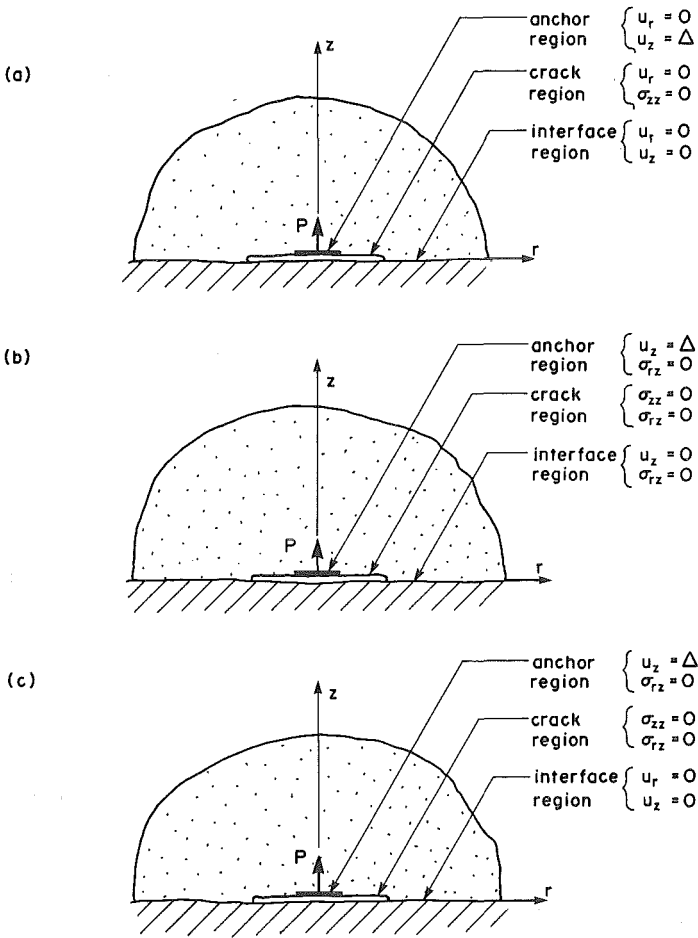 (a)
z
r
P
anchor region { u_r = 0
u_z = Δ
crack region { u_r = 0
σ_zz = 0
interface region { u_r = 0
u_z = 0
(b)
z
r
P
anchor region { u_z = Δ
σ_rz = 0
crack region { σ_zz = 0
σ_rz = 0
interface region { u_z = 0
σ_rz = 0
(c)
z
r
P
anchor region { u_z = Δ
σ_rz = 0
crack region { σ_zz = 0
σ_rz = 0
interface region { u_r = 0
u_z = 0